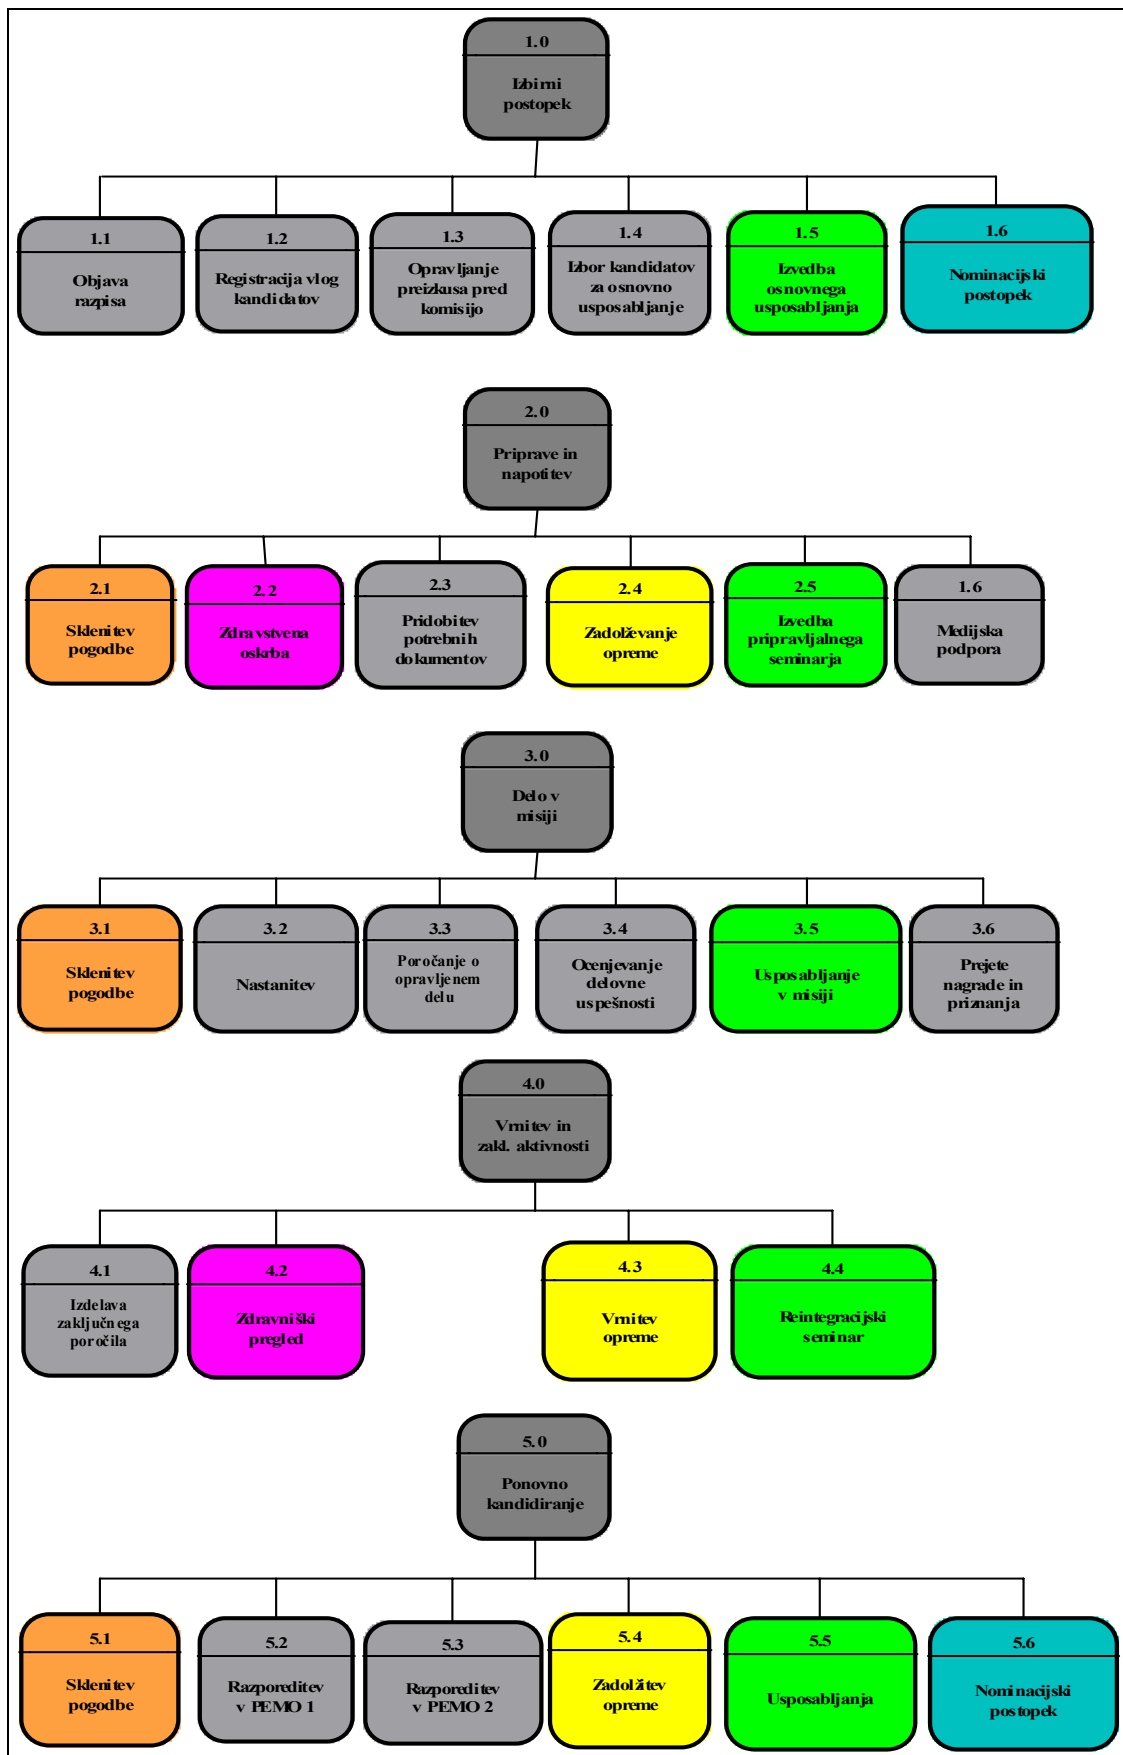 1.0
Izbirni
postopek
1.1
Objava
razpisa
1.2
Registracija vlog
kandidatov
1.3
Opravljanje
preizkusa pred
komisijo
1.4
Izbor kandidatov
za osnovno
usposabljanje
1.5
Izvedba
osnovnega
usposabljanja
1.6
Nominacijski
postopek
2.0
Priprave in
napotitev
2.1
Sklenitev
pogodbe
2.2
Zdravstvena
oskrba
2.3
Pridobitev
potrebnih
dokumentov
2.4
Zadolževanje
opreme
2.5
Izvedba
pripravljalnega
seminarja
1.6
Medijska
podpora
3.0
Delo v
misiji
3.1
Sklenitev
pogodbe
3.2
Nastanitev
3.3
Poročanje o
opravljenem
delu
3.4
Ocenjevanje
delovne
uspešnosti
3.5
Usposabljanje
v misiji
3.6
Prejete
nagrade in
priznanja
4.0
Vrnitev in
zakl. aktivnosti
4.1
Izdelava
zaključnega
poročila
4.2
Zdravniški
pregled
4.3
Vrnitev
opreme
4.4
Reintegracijski
seminar
5.0
Ponovno
kandidiranje
5.1
Sklenitev
pogodbe
5.2
Razporeditev
v PEMO 1
5.3
Razporeditev
v PEMO 2
5.4
Zadolžitev
opreme
5.5
Usposabljanja
5.6
Nominacijski
postopek